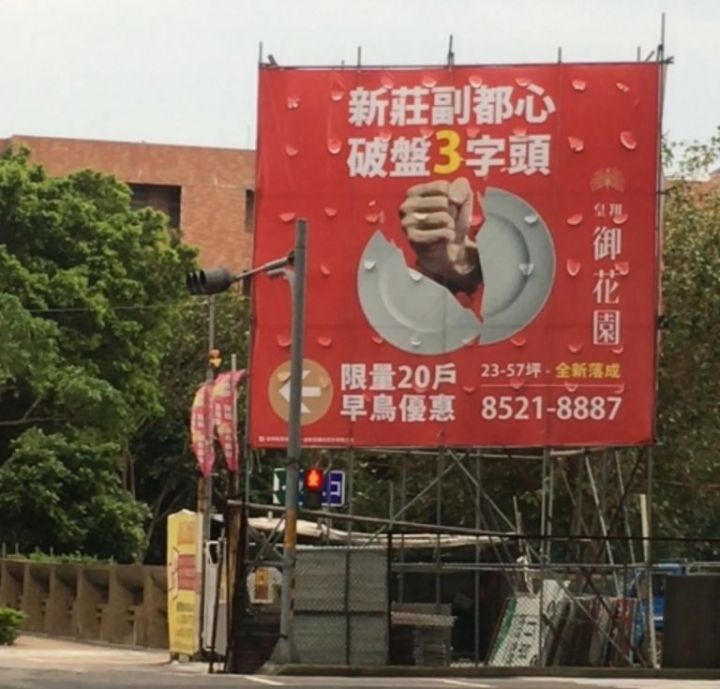 新莊副都心
破盤3字頭
皇翔
御花園
限量20戶
早鳥優惠
23-57坪·全新落成
8521-8887